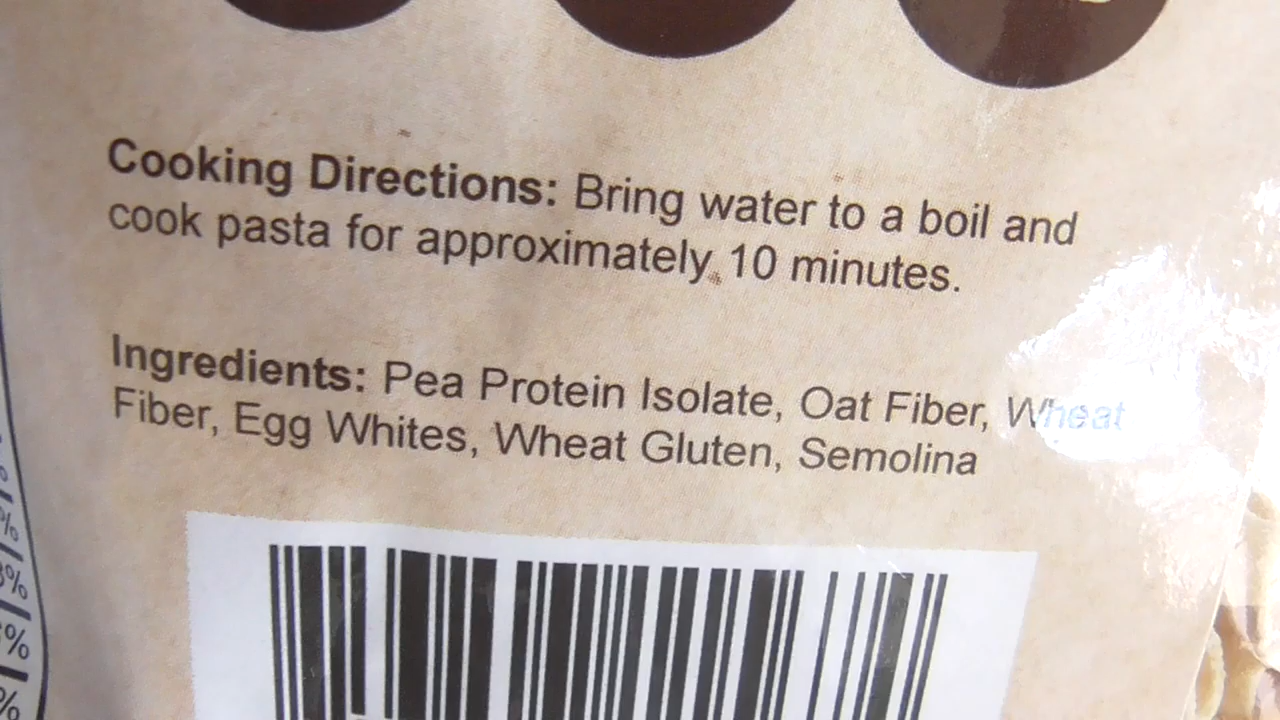 Cooking Directions: Bring water to a boil and
cook pasta for approximately 10 minutes.
Ingredients: Pea Protein Isolate, Oat Fiber, Wheat
Fiber, Egg Whites, Wheat Gluten, Semolina
%
%
%
%